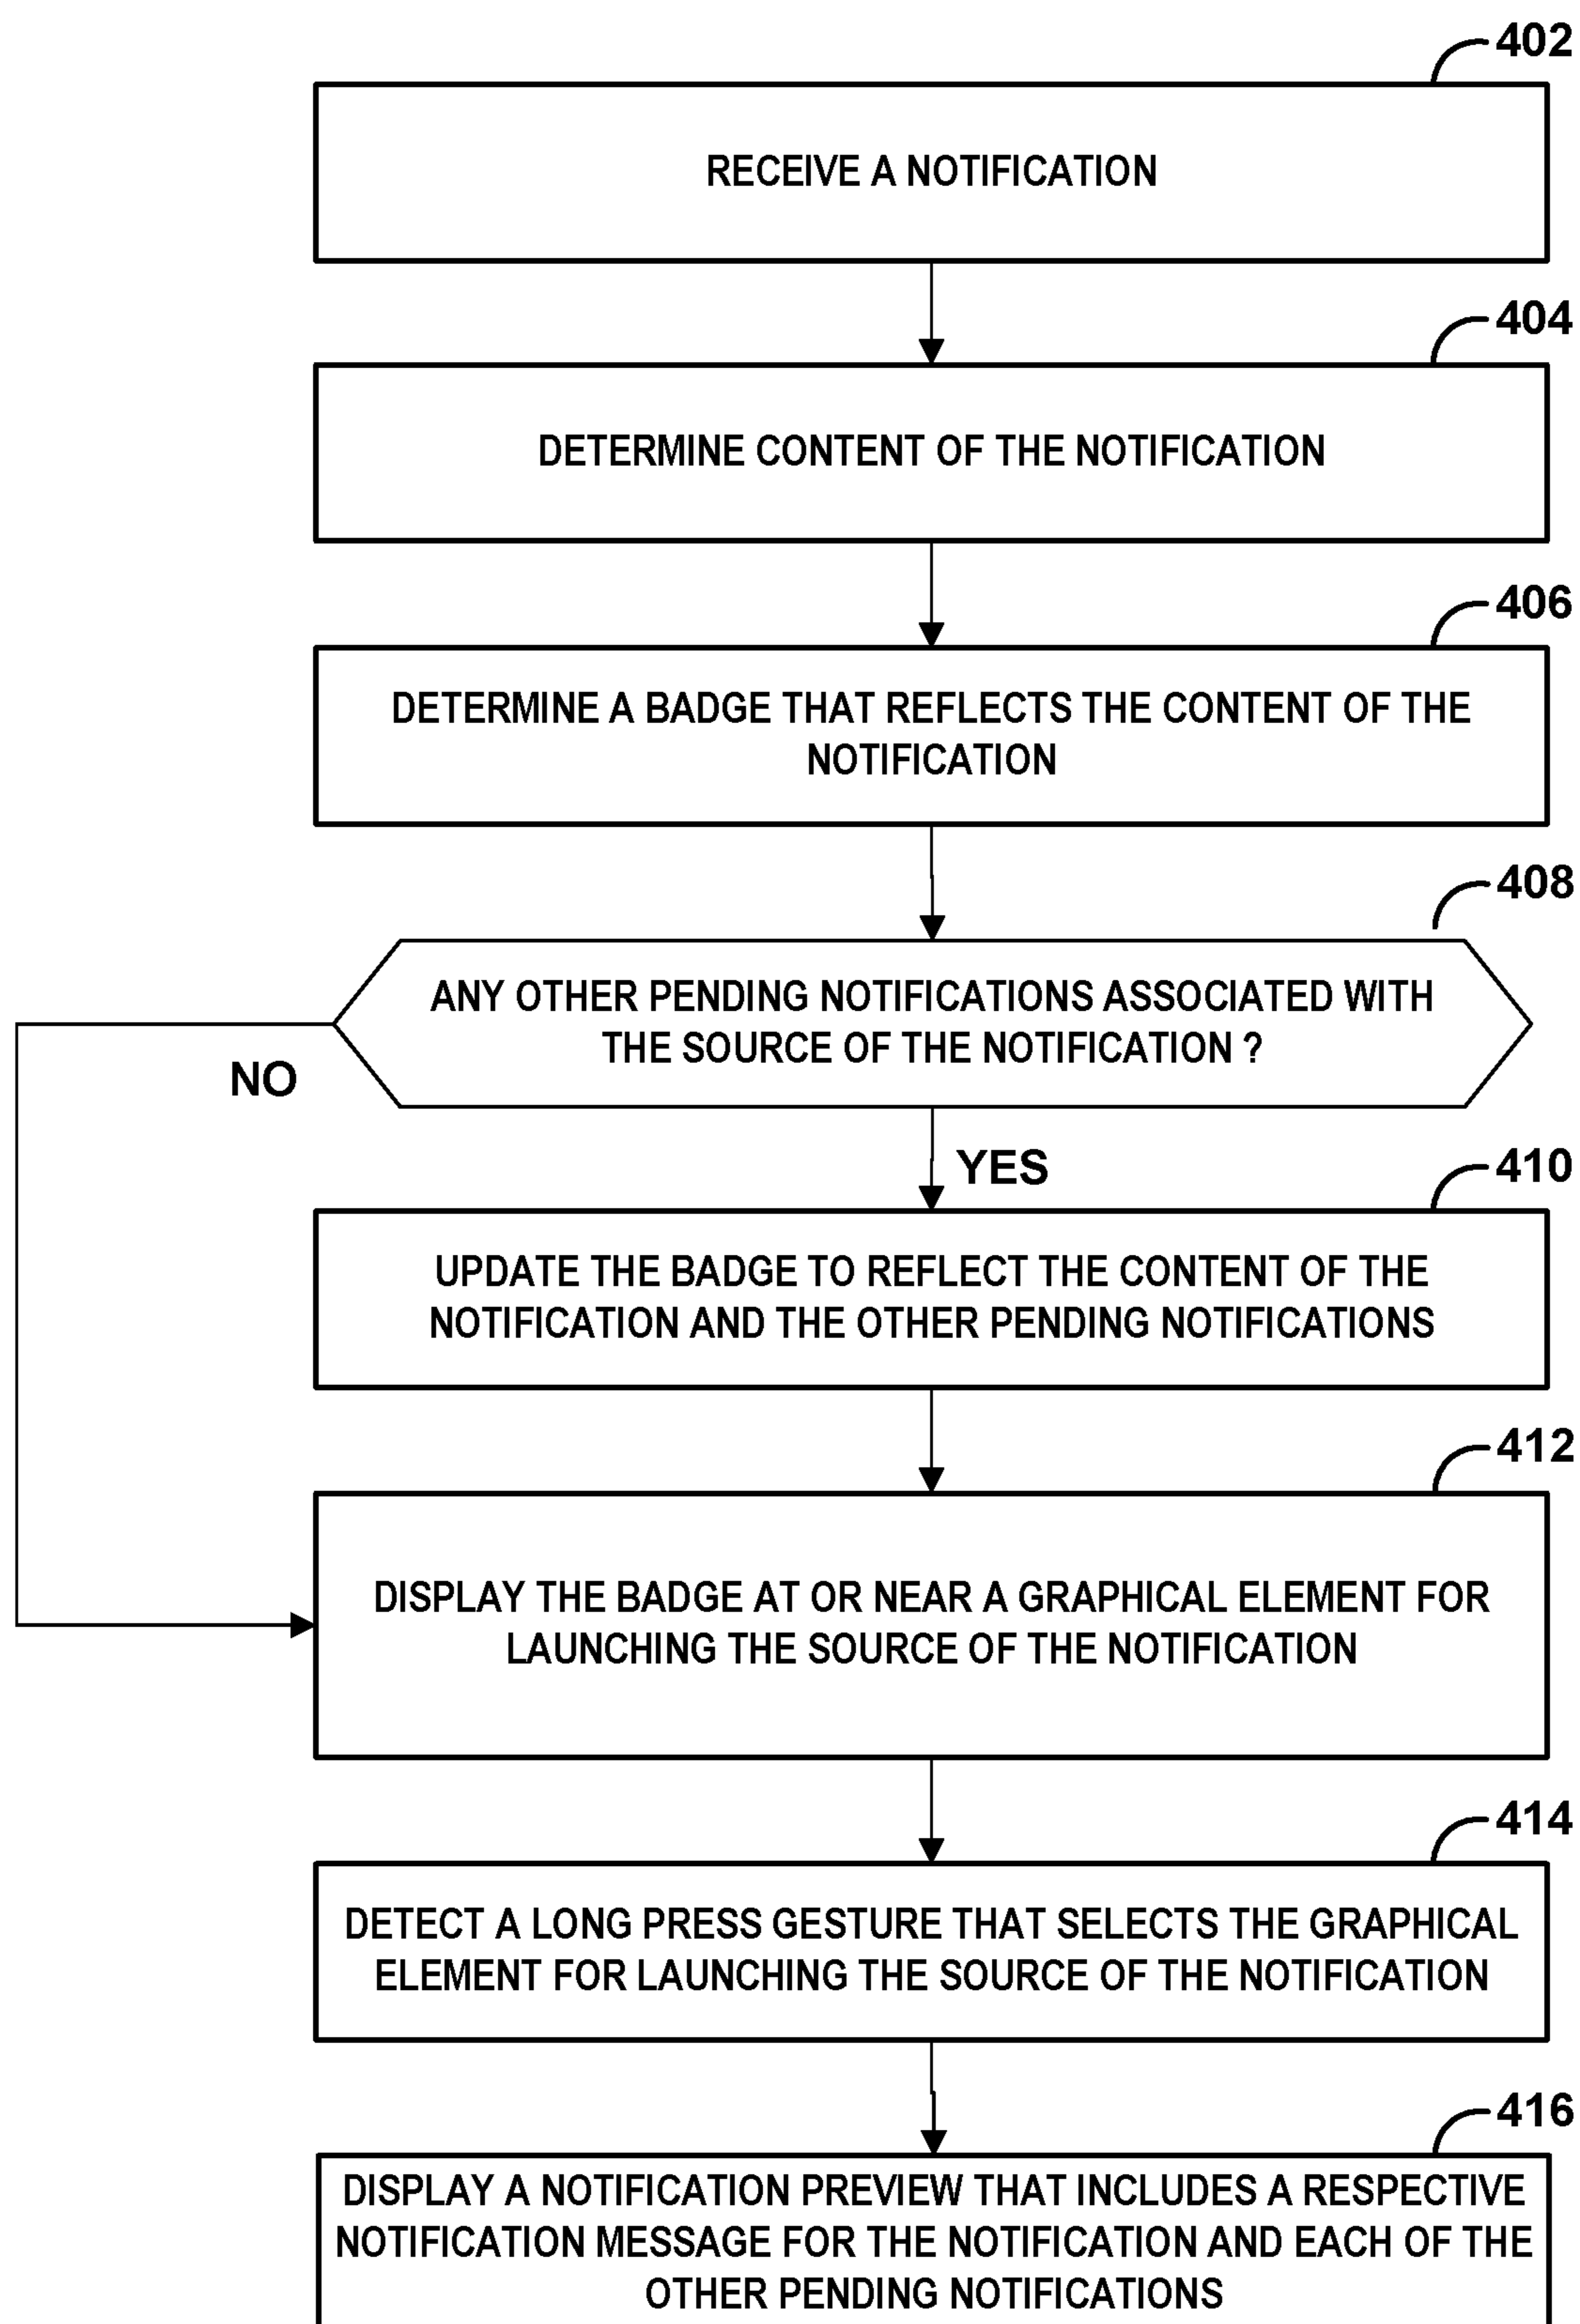 402
RECEIVE A NOTIFICATION
404
DETERMINE CONTENT OF THE NOTIFICATION
406
DETERMINE A BADGE THAT REFLECTS THE CONTENT OF THE
NOTIFICATION
408
ANY OTHER PENDING NOTIFICATIONS ASSOCIATED WITH
THE SOURCE OF THE NOTIFICATION ?
NO
YES
410
UPDATE THE BADGE TO REFLECT THE CONTENT OF THE
NOTIFICATION AND THE OTHER PENDING NOTIFICATIONS
412
DISPLAY THE BADGE AT OR NEAR A GRAPHICAL ELEMENT FOR
LAUNCHING THE SOURCE OF THE NOTIFICATION
414
DETECT A LONG PRESS GESTURE THAT SELECTS THE GRAPHICAL
ELEMENT FOR LAUNCHING THE SOURCE OF THE NOTIFICATION
416
DISPLAY A NOTIFICATION PREVIEW THAT INCLUDES A RESPECTIVE
NOTIFICATION MESSAGE FOR THE NOTIFICATION AND EACH OF THE
OTHER PENDING NOTIFICATIONS